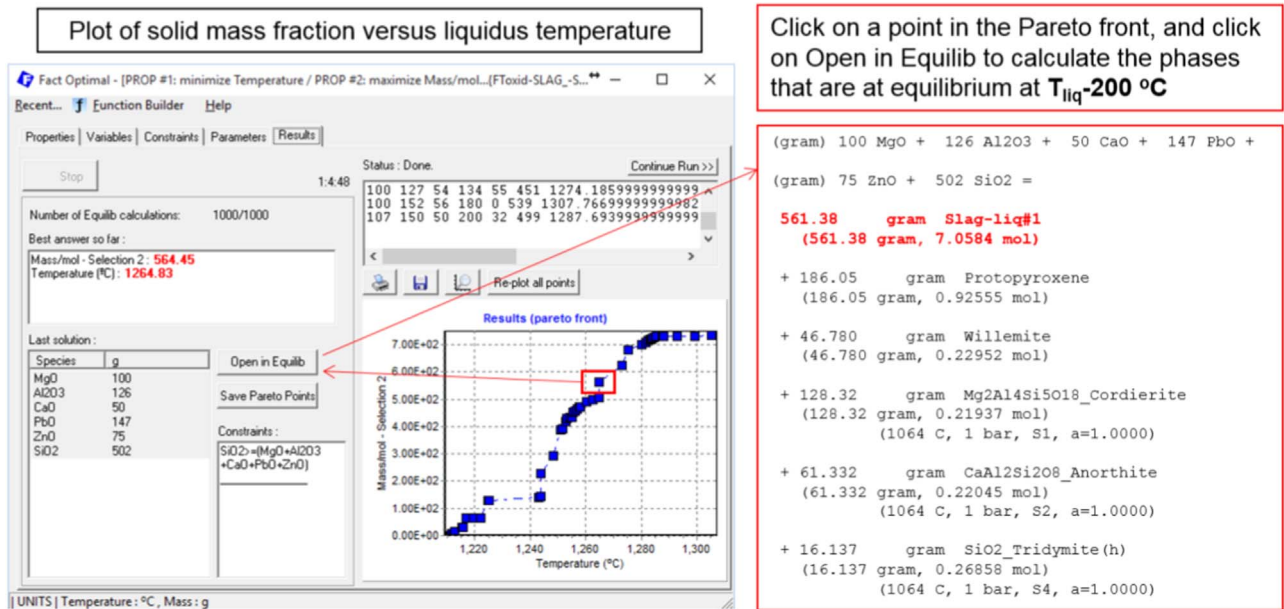 Plot of solid mass fraction versus liquidus temperature
Click on a point in the Pareto front, and click
on Open in Equilib to calculate the phases
that are at equilibrium at Tliq-200 ºC
Fact Optimal - [PROP #1: minimize Temperature / PROP #2: maximize Mass/mol...(FToxid-SLAG_-S...
Recent... Function Builder Help
Properties Variables Constraints Parameters Results
Stop
1:4:48
Number of Equilib calculations: 1000/1000
Best answer so far :
Mass/mol - Selection 2 : 564.45
Temperature (ºC) : 1264.83
Last solution :
Species g
MgO 100
Al2O3 126
CaO 50
PbO 147
ZnO 75
SiO2 502
Open in Equilib
Save Pareto Points
Constraints :
SiO2>=(MgO+Al2O3
+CaO+PbO+ZnO)
Status : Done.
Continue Run >>
100 127 54 134 55 451 1274.1859999999999
100 152 56 180 0 539 1307.76699999999982
107 150 50 200 32 499 1287.6939999999999
Re-plot all points
Results (pareto front)
Mass/mol - Selection 2
7.00E+02
6.00E+02
5.00E+02
4.00E+02
3.00E+02
2.00E+02
1.00E+02
0.00E+00
1,220 1,240 1,260 1,280 1,300
Temperature (ºC)
UNITS | Temperature : ºC , Mass : g
(gram) 100 MgO + 126 Al2O3 + 50 CaO + 147 PbO +
(gram) 75 ZnO + 502 SiO2 =
561.38 gram Slag-liq#1
(561.38 gram, 7.0584 mol)
+ 186.05 gram Protopyroxene
(186.05 gram, 0.92555 mol)
+ 46.780 gram Willemite
(46.780 gram, 0.22952 mol)
+ 128.32 gram Mg2Al4Si5O18_Cordierite
(128.32 gram, 0.21937 mol)
(1064 C, 1 bar, S1, a=1.0000)
+ 61.332 gram CaAl2Si2O8_Anorthite
(61.332 gram, 0.22045 mol)
(1064 C, 1 bar, S2, a=1.0000)
+ 16.137 gram SiO2_Tridymite(h)
(16.137 gram, 0.26858 mol)
(1064 C, 1 bar, S4, a=1.0000)